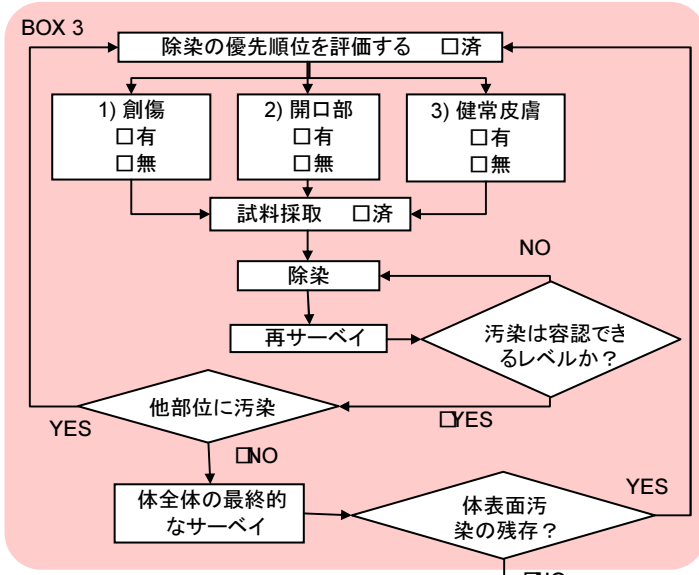 BOX 3
除染の優先順位を評価する □済
1) 創傷
□有
□無
2) 開口部
□有
□無
3) 健常皮膚
□有
□無
試料採取 □済
NO
除染
再サーベイ
汚染は容認でき
るレベルか？
他部位に汚染
YES
□YES
□NO
体全体の最終的
なサーベイ
体表面汚
染の残存？
YES